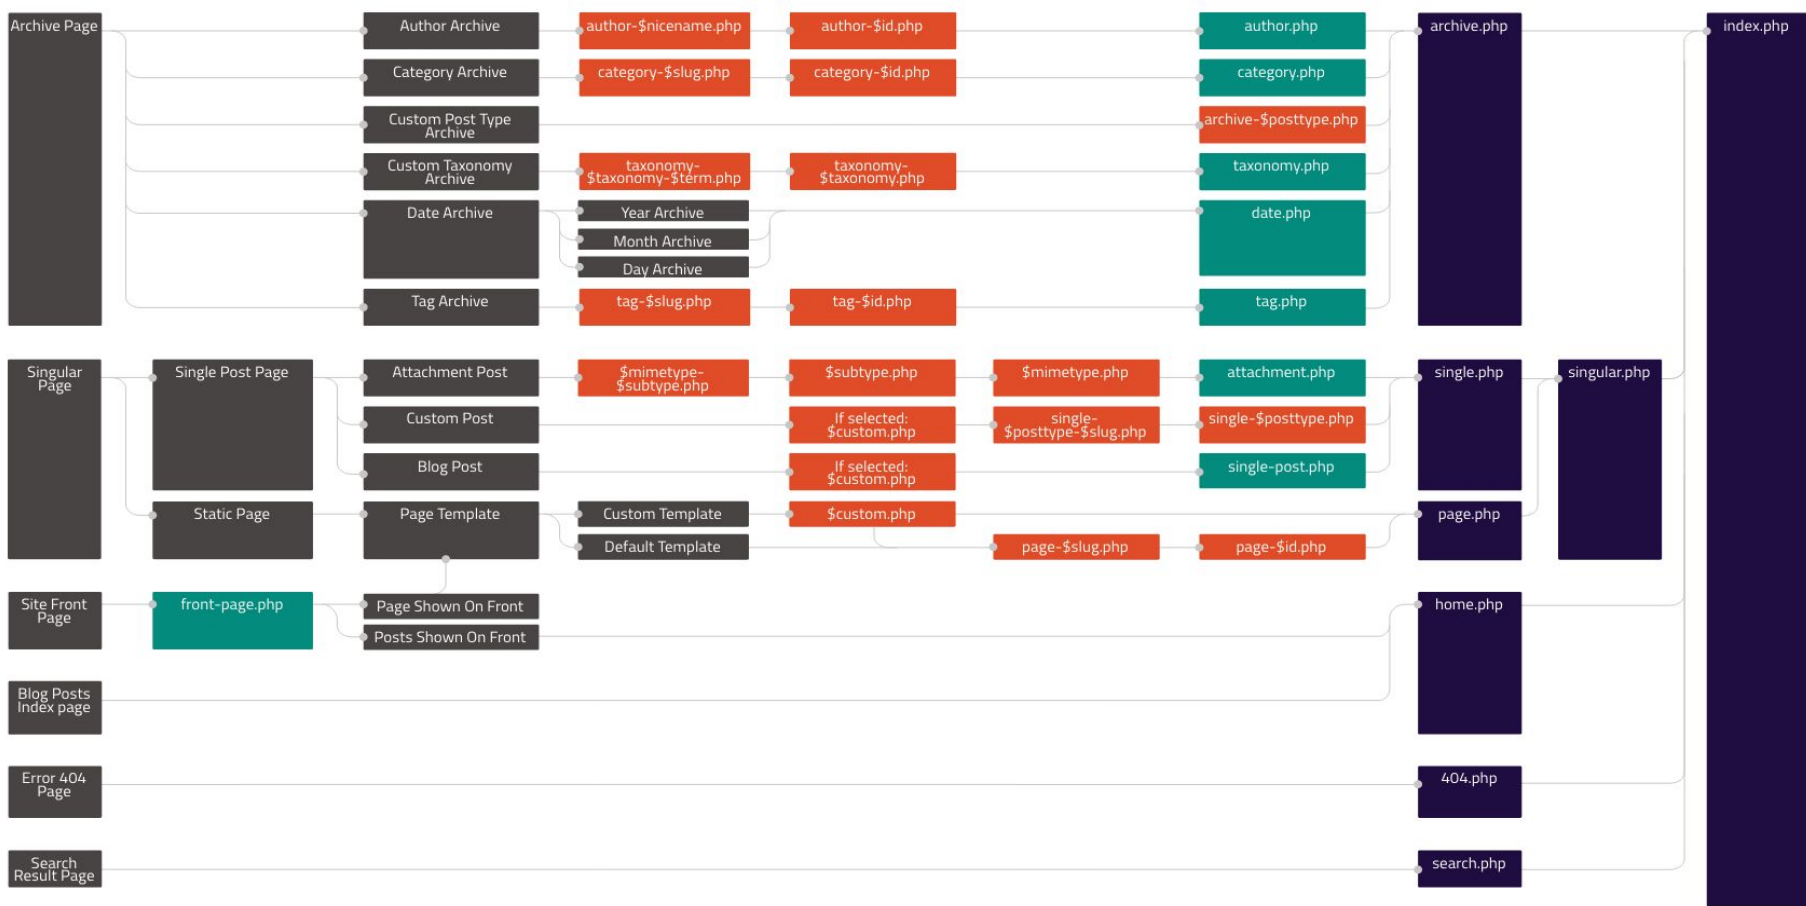 Archive Page
Author Archive
author-$nicename.php
author-$id.php
author.php
archive.php
index.php
Category Archive
category-$slug.php
category-$id.php
category.php
Custom Post Type
Archive
archive-$posttype.php
Custom Taxonomy
Archive
taxonomy-
$taxonomy-$term.php
taxonomy-
$taxonomy.php
taxonomy.php
Date Archive
Year Archive
Month Archive
Day Archive
date.php
Tag Archive
tag-$slug.php
tag-$id.php
tag.php
Singular
Page
Single Post Page
Attachment Post
$mimetype-
$subtype.php
$subtype.php
$mimetype.php
attachment.php
single.php
singular.php
Custom Post
If selected:
$custom.php
single-
$posttype-$slug.php
single-$posttype.php
Blog Post
If selected:
$custom.php
single-post.php
Static Page
Page Template
Custom Template
$custom.php
page.php
Default Template
page-$slug.php
page-$id.php
Site Front
Page
front-page.php
Page Shown On Front
Posts Shown On Front
home.php
Blog Posts
Index page
Error 404
Page
404.php
Search
Result Page
search.php